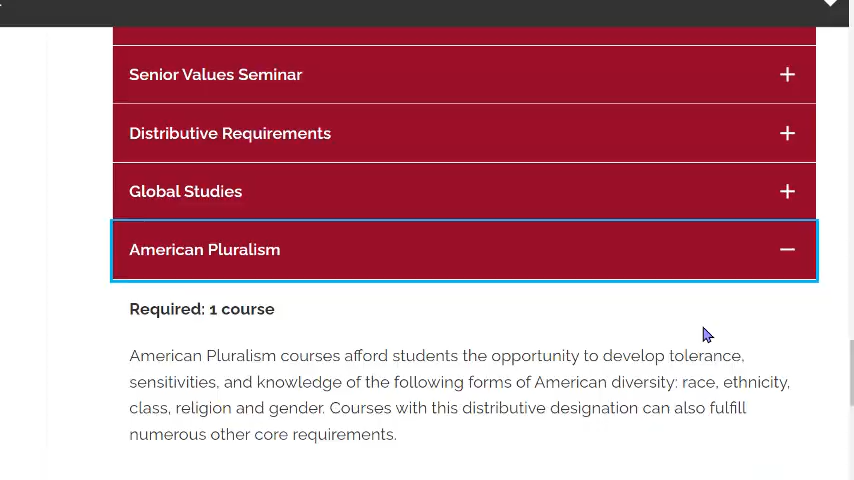 Senior Values Seminar
Distributive Requirements
Global Studies
American Pluralism
Required: 1 course
American Pluralism courses afford students the opportunity to develop tolerance,
sensitivities, and knowledge of the following forms of American diversity: race, ethnicity,
class, religion and gender. Courses with this distributive designation can also fulfill
numerous other core requirements.